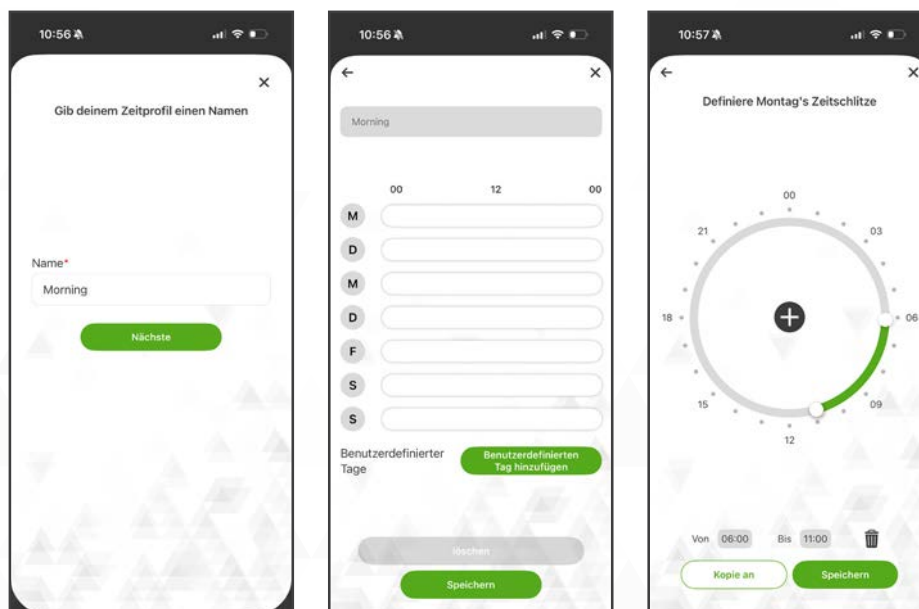 10:56
Gib deinem Zeitprofil einen Namen
Name*
Morning
Nächste
10:56
Morning
00 12 00
M
D
M
D
F
S
S
Benutzerdefinierter
Tage
Benutzerdefinierten
Tag hinzufügen
löschen
Speichern
10:57
Definiere Montag's Zeitschlitze
00
21 03
18 06
15 09
12
Von 06:00 Bis 11:00
Kopie an Speichern